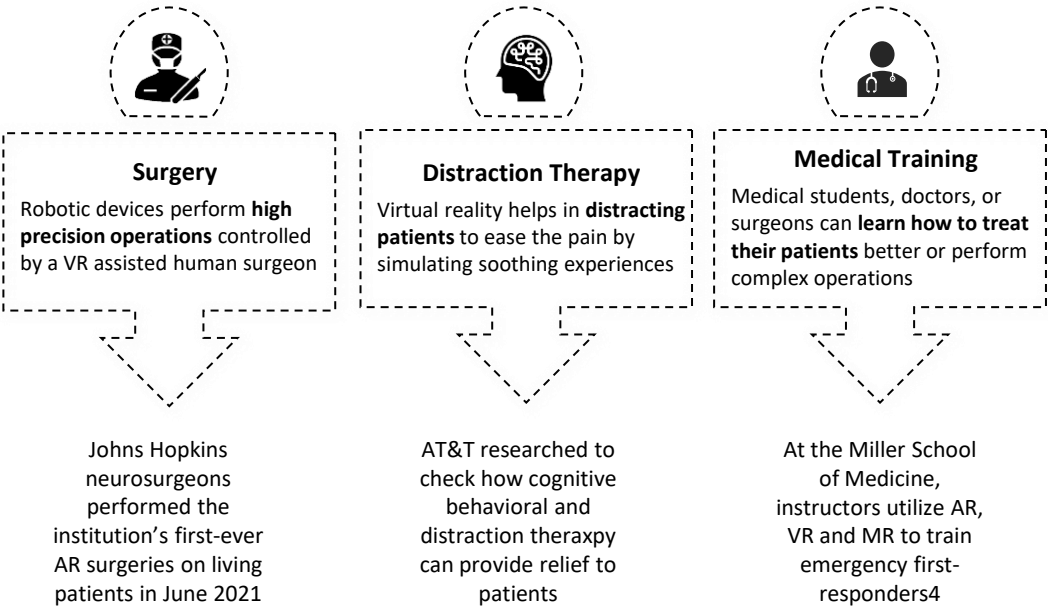 Surgery
Robotic devices perform high
precision operations controlled
by a VR assisted human surgeon
Distraction Therapy
Virtual reality helps in distracting
patients to ease the pain by
simulating soothing experiences
Medical Training
Medical students, doctors, or
surgeons can learn how to treat
their patients better or perform
complex operations
Johns Hopkins
neurosurgeons
performed the
institution’s first-ever
AR surgeries on living
patients in June 2021
AT&T researched to
check how cognitive
behavioral and
distraction theraxpy
can provide relief to
patients
At the Miller School
of Medicine,
instructors utilize AR,
VR and MR to train
emergency first-
responders4